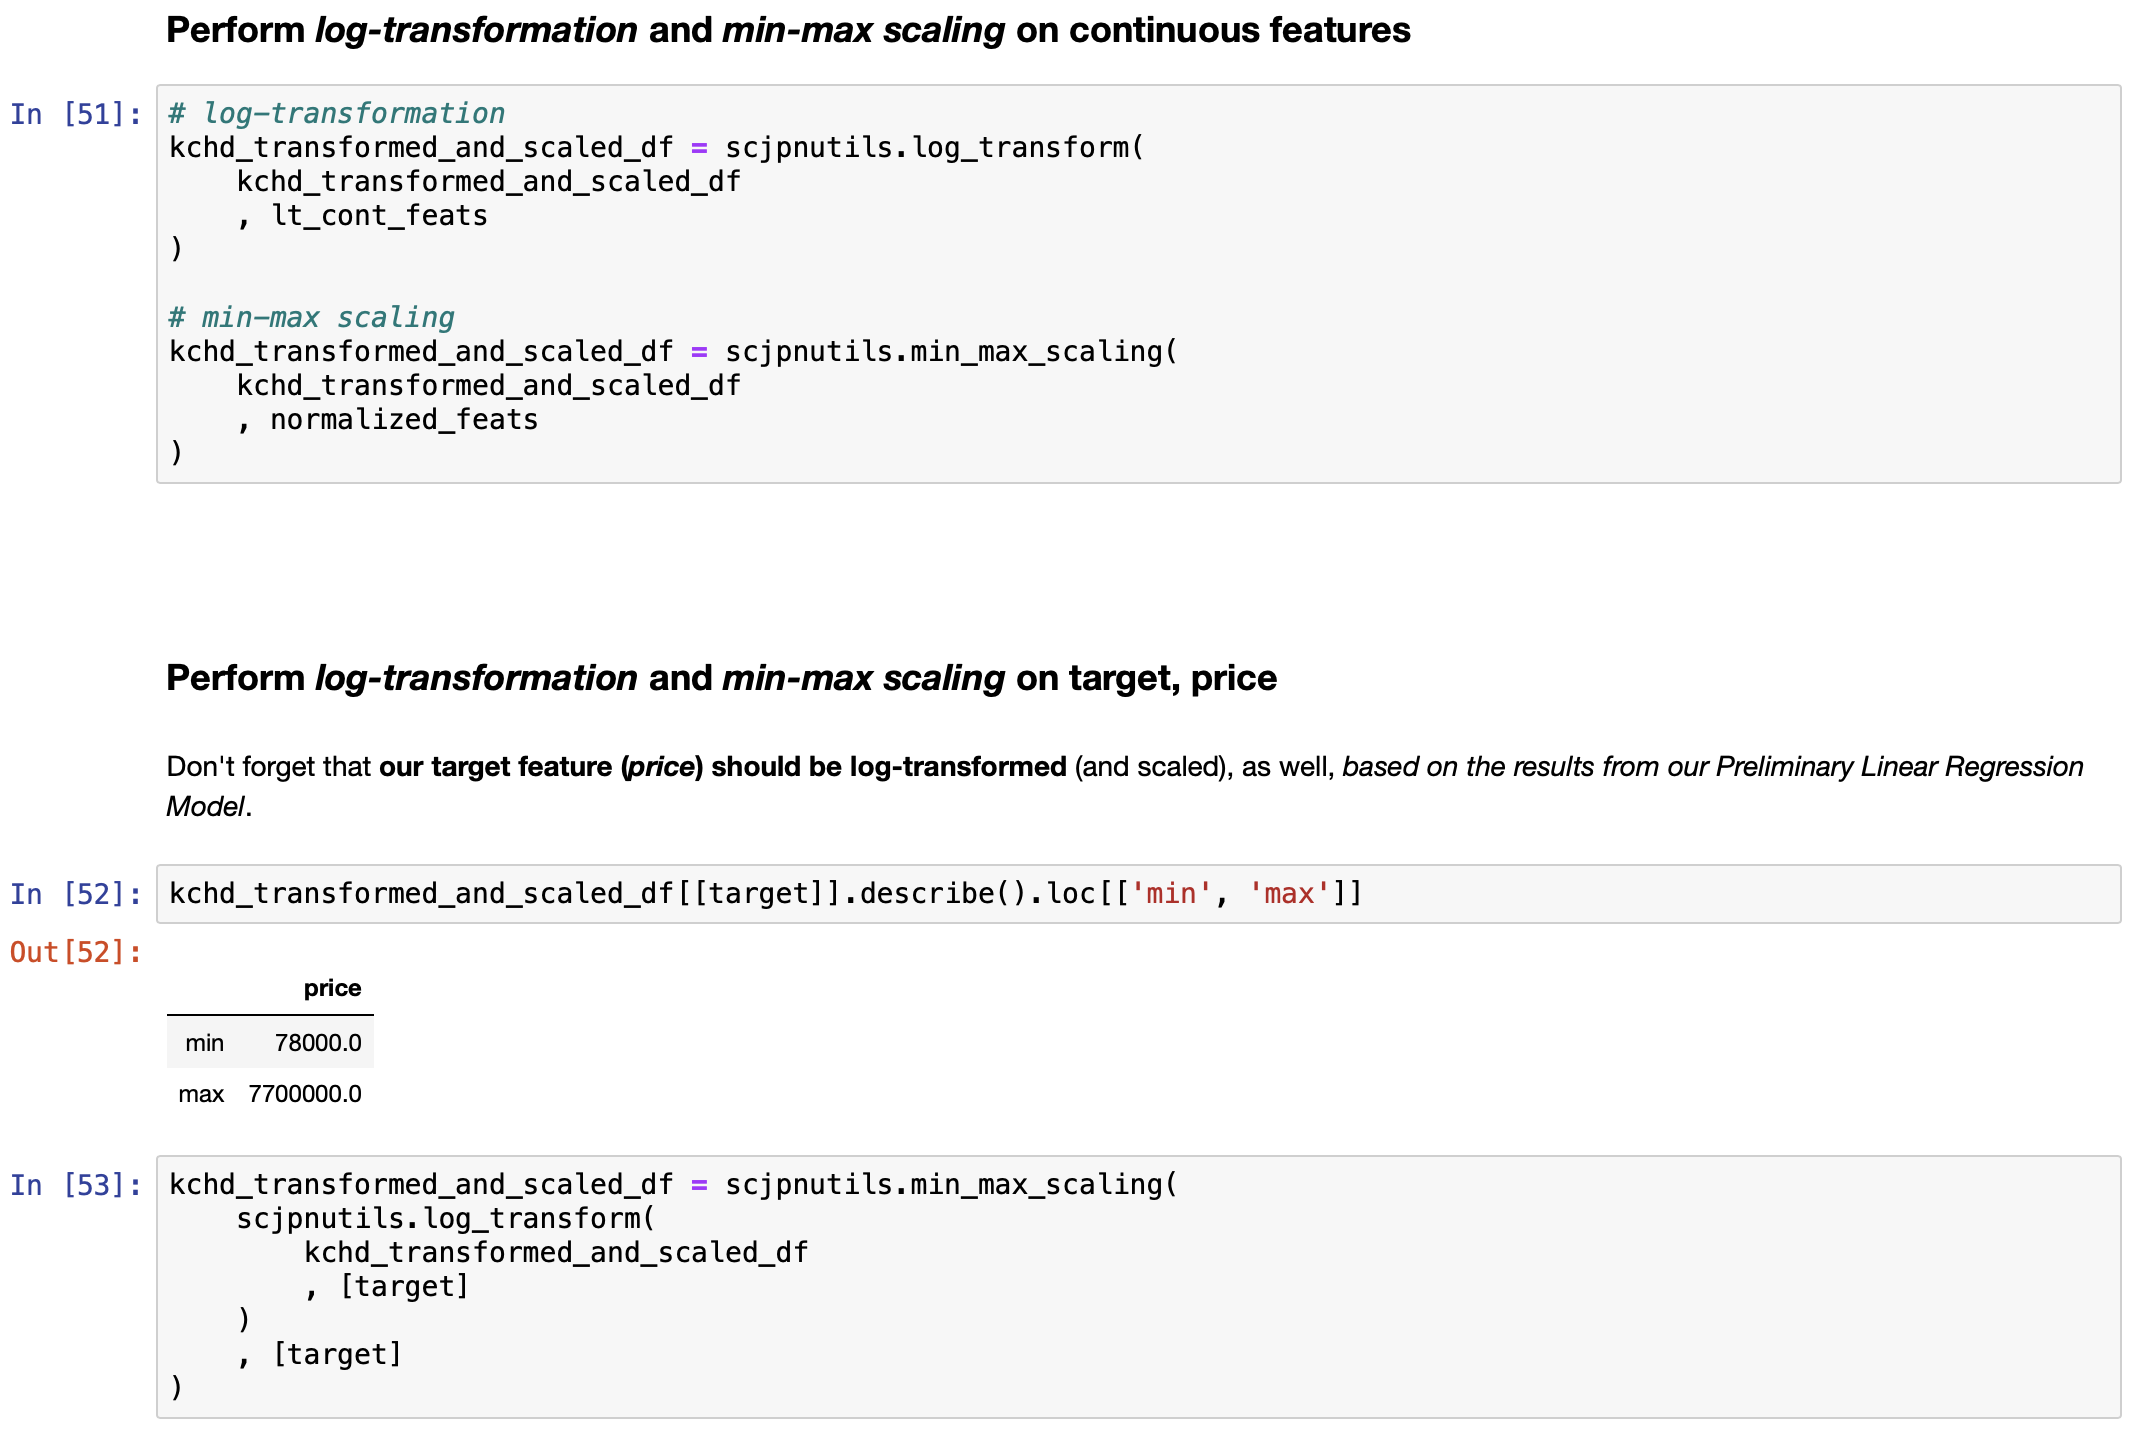 Perform log-transformation and min-max scaling on continuous features
In [51]:
# log-transformation
kchd_transformed_and_scaled_df = scjpnutils.log_transform(
    kchd_transformed_and_scaled_df
    , lt_cont_feats
)
# min-max scaling
kchd_transformed_and_scaled_df = scjpnutils.min_max_scaling(
    kchd_transformed_and_scaled_df
    , normalized_feats
)
Perform log-transformation and min-max scaling on target, price
Don't forget that our target feature (price) should be log-transformed (and scaled), as well, based on the results from our Preliminary Linear Regression
Model.
In [52]: kchd_transformed_and_scaled_df[[target]].describe().loc[['min', 'max']]
Out[52]:
price
min 78000.0
max 7700000.0
In [53]: kchd_transformed_and_scaled_df = scjpnutils.min_max_scaling(
    scjpnutils.log_transform(
        kchd_transformed_and_scaled_df
        , [target]
    )
    , [target]
)